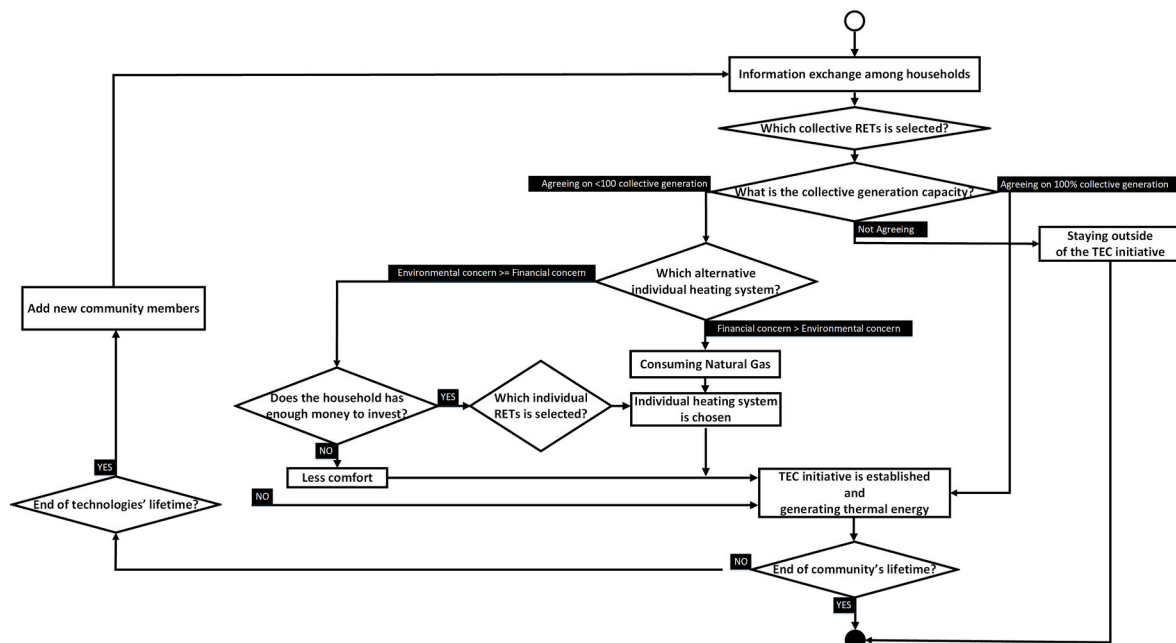 Information exchange among households
Which collective RETs is selected?
Agreeing on <100 collective generation
What is the collective generation capacity?
Agreeing on 100% collective generation
Not Agreeing
Staying outside
of the TEC initiative
Environmental concern >= Financial concern
Which alternative
individual heating system?
Add new community members
Financial concern > Environmental concern
Consuming Natural Gas
Does the household has
enough money to invest?
YES
Which individual
RETs is selected?
Individual heating system
is chosen
NO
Less comfort
YES
End of technologies' lifetime?
NO
TEC initiative is established
and
generating thermal energy
NO
End of community's lifetime?
YES